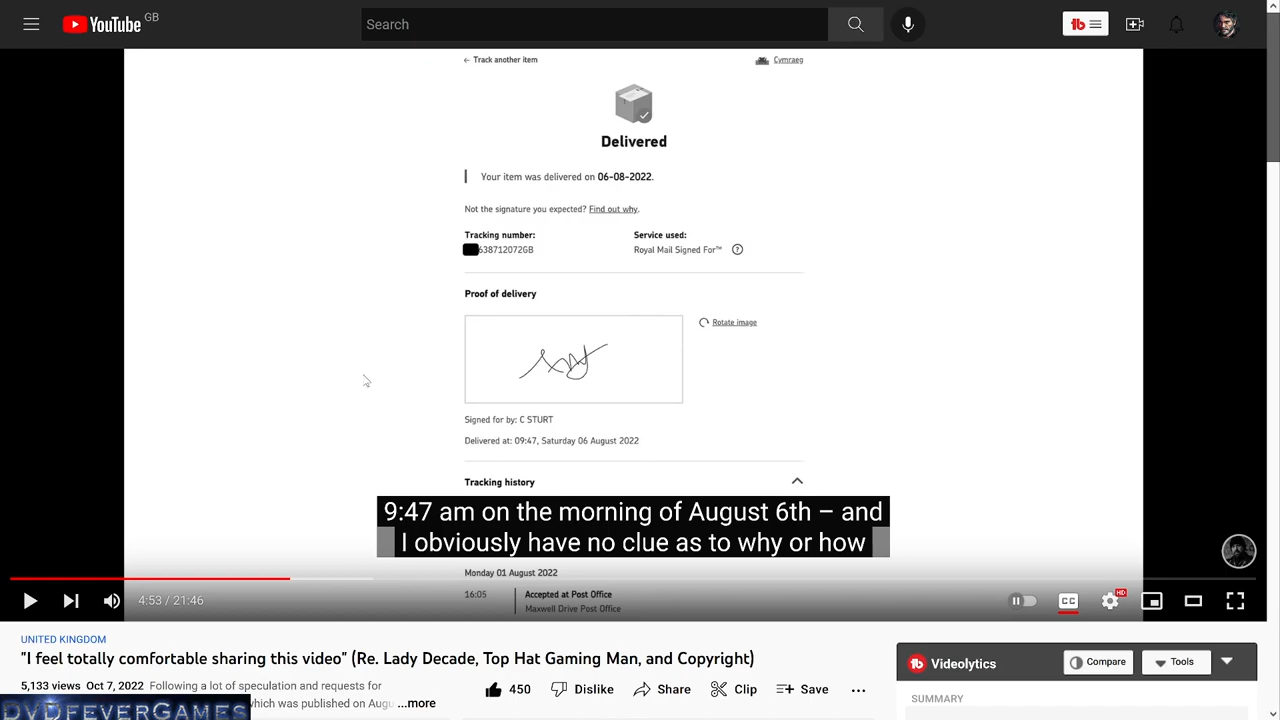 YouTube GB
Search
← Track another item
Cymraeg
Delivered
Your item was delivered on 06-08-2022.
Not the signature you expected? Find out why.
Tracking number:
638712072GB
Service used:
Royal Mail Signed For™ ?
Proof of delivery
Rotate image
Signed for by: C STURT
Delivered at: 09:47, Saturday 06 August 2022
Tracking history
9:47 am on the morning of August 6th – and
I obviously have no clue as to why or how
Monday 01 August 2022
16:05 Accepted at Post Office
Maxwell Drive Post Office
4:53 / 21:46
CC
HD
UNITED KINGDOM
"I feel totally comfortable sharing this video" (Re. Lady Decade, Top Hat Gaming Man, and Copyright)
5,133 views Oct 7, 2022 Following a lot of speculation and requests for
which was published on Augu ...more
450 Dislike Share Clip Save ...
Videolytics
Compare
Tools
SUMMARY
DVDFEVERGAMES